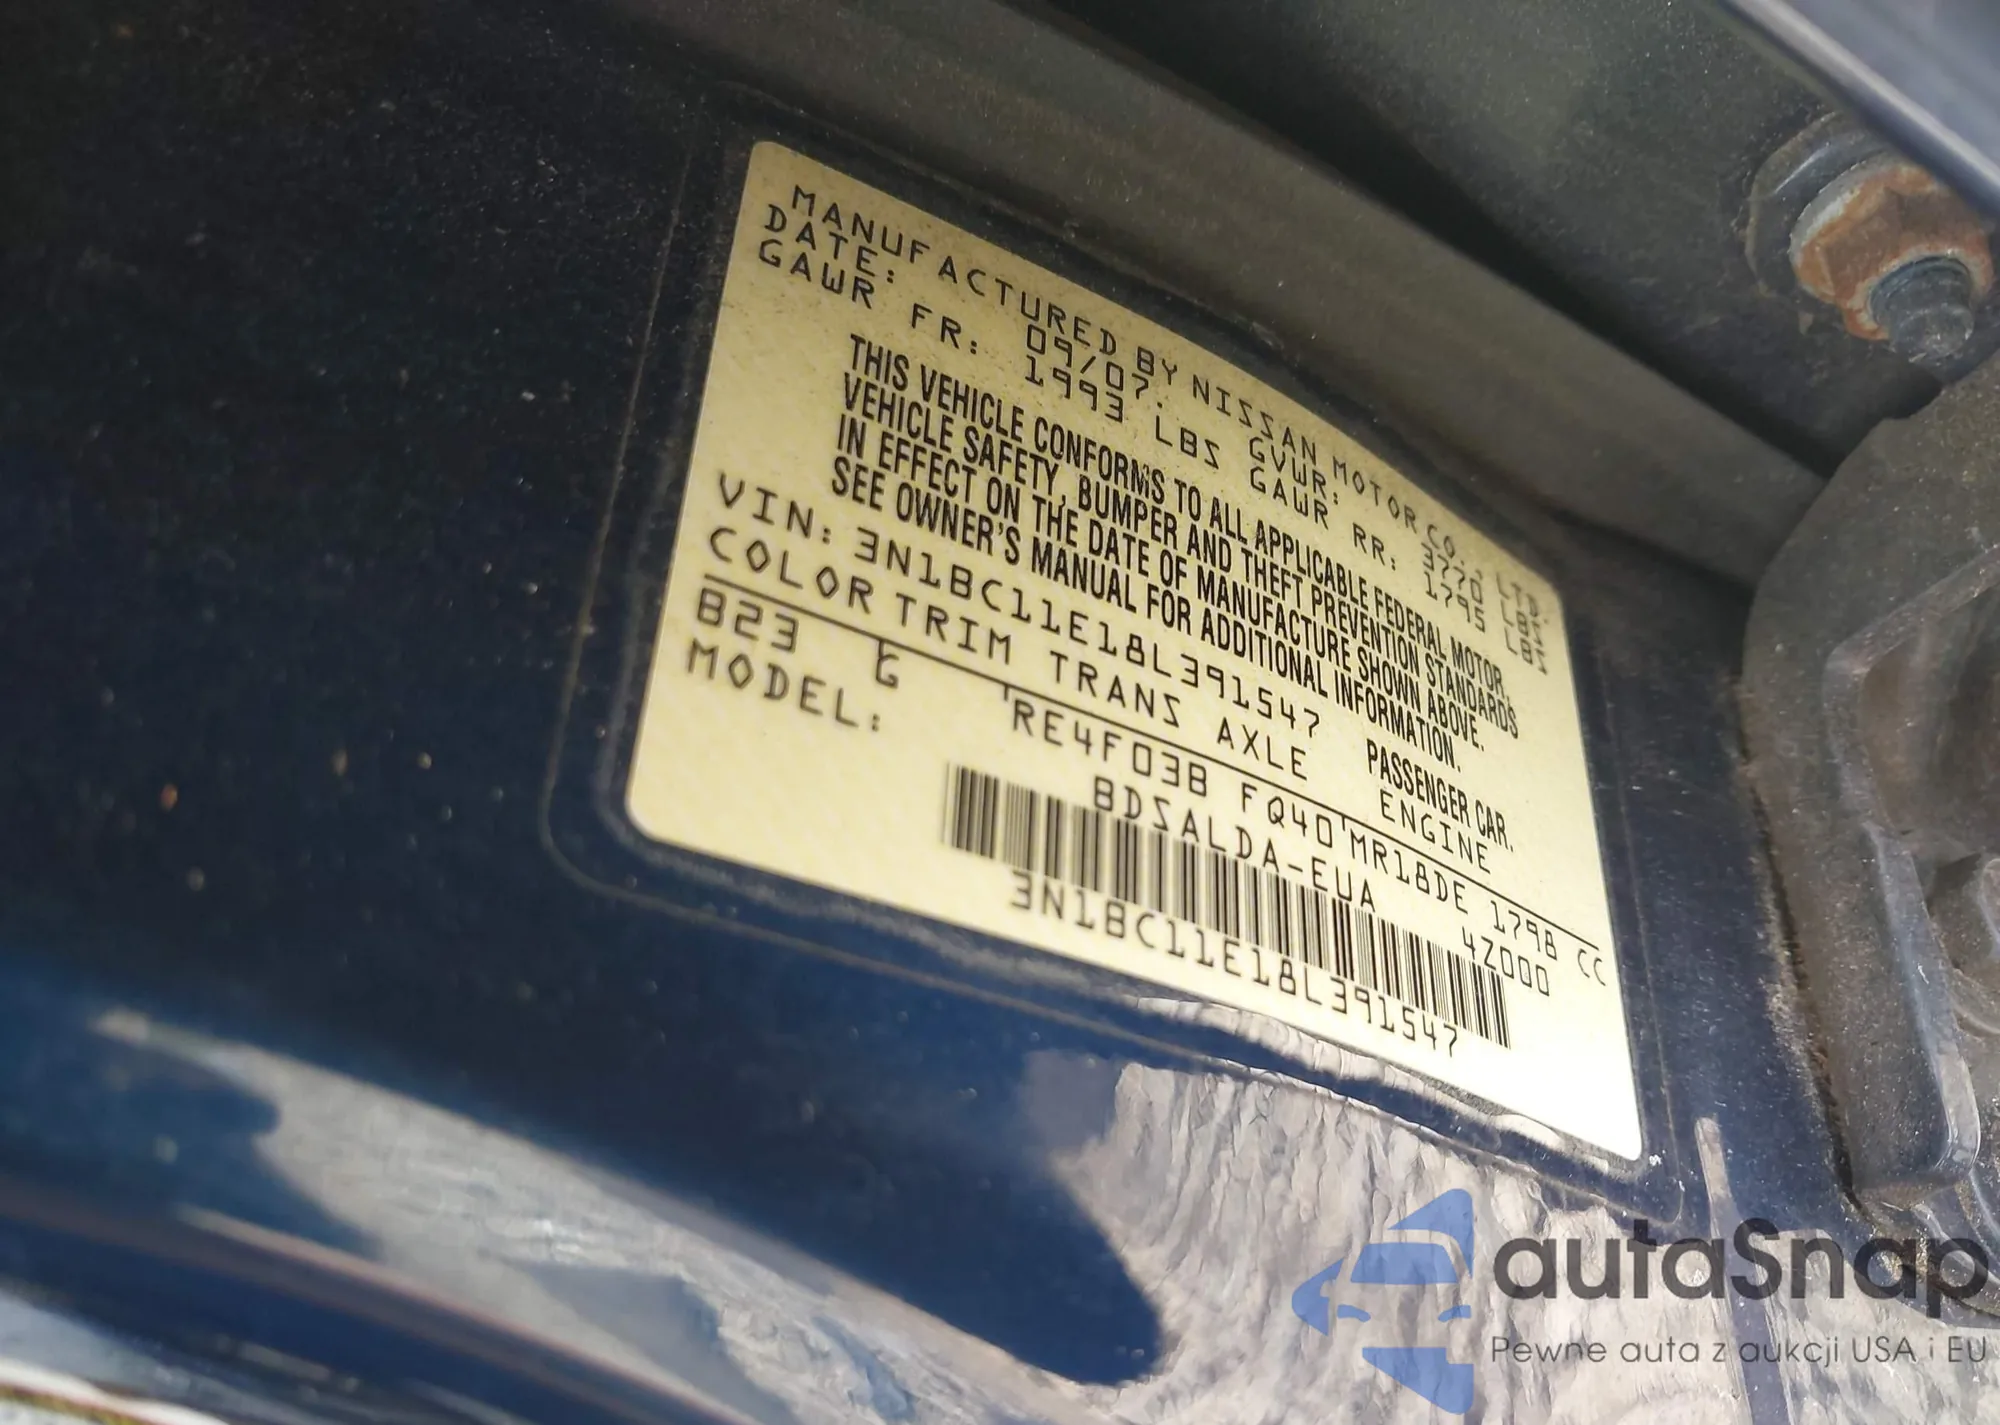 MANUFACTURED BY NISSAN MOTOR CO., LTD.
DATE: 09/07. GVWR: 3770 LBS
GAWR FR: 1993 LBS GAWR RR: 1795 LBS
THIS VEHICLE CONFORMS TO ALL APPLICABLE FEDERAL MOTOR
VEHICLE SAFETY, BUMPER AND THEFT PREVENTION STANDARDS
IN EFFECT ON THE DATE OF MANUFACTURE SHOWN ABOVE.
SEE OWNER'S MANUAL FOR ADDITIONAL INFORMATION.
VIN: 3N1BC11E18L391547 PASSENGER CAR.
COLOR TRIM TRANS AXLE ENGINE
B23 G RE4F03B FQ40 MR18DE 1798 CC
MODEL: BDSALDA-EUA 4Z000
3N1BC11E18L391547
autaSnap
Pewne auta z aukcji USA i EU